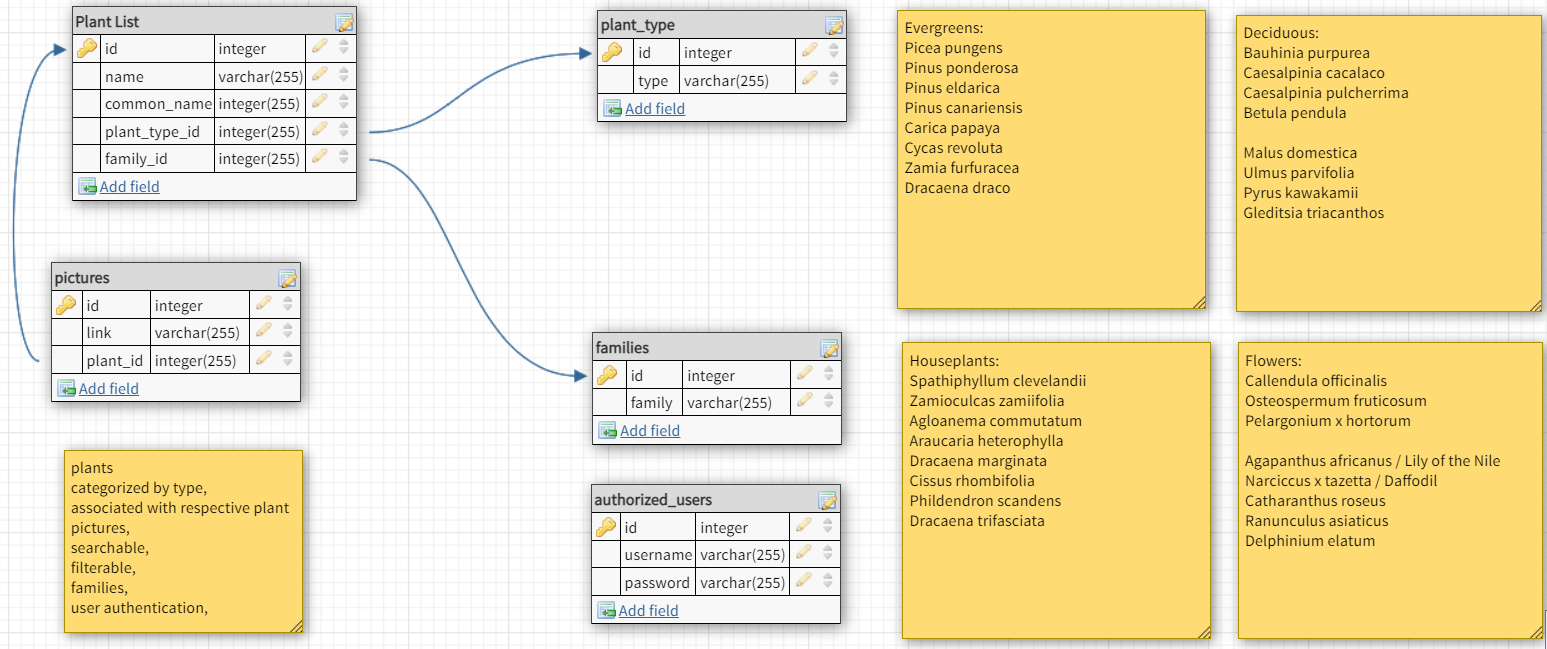 Plant List
id integer
name varchar(255)
common_name integer(255)
plant_type_id integer(255)
family_id integer(255)
Add field
pictures
id integer
link varchar(255)
plant_id integer(255)
Add field
plants
categorized by type,
associated with respective plant
pictures,
searchable,
filterable,
families,
user authentication,
plant_type
id integer
type varchar(255)
Add field
families
id integer
family varchar(255)
Add field
authorized_users
id integer
username varchar(255)
password varchar(255)
Add field
Evergreens:
Picea pungens
Pinus ponderosa
Pinus eldarica
Pinus canariensis
Carica papaya
Cycas revoluta
Zamia furfuracea
Dracaena draco
Deciduous:
Bauhinia purpurea
Caesalpinia cacalaco
Caesalpinia pulcherrima
Betula pendula
Malus domestica
Ulmus parvifolia
Pyrus kawakamii
Gleditsia triacanthos
Houseplants:
Spathiphyllum clevelandii
Zamioculcas zamiifolia
Agloanema commutatum
Araucaria heterophylla
Dracaena marginata
Cissus rhombifolia
Phildendron scandens
Dracaena trifasciata
Flowers:
Callendula officinalis
Osteospermum fruticosum
Pelargonium x hortorum
Agapanthus africanus / Lily of the Nile
Narciccus x tazetta / Daffodil
Catharanthus roseus
Ranunculus asiaticus
Delphinium elatum